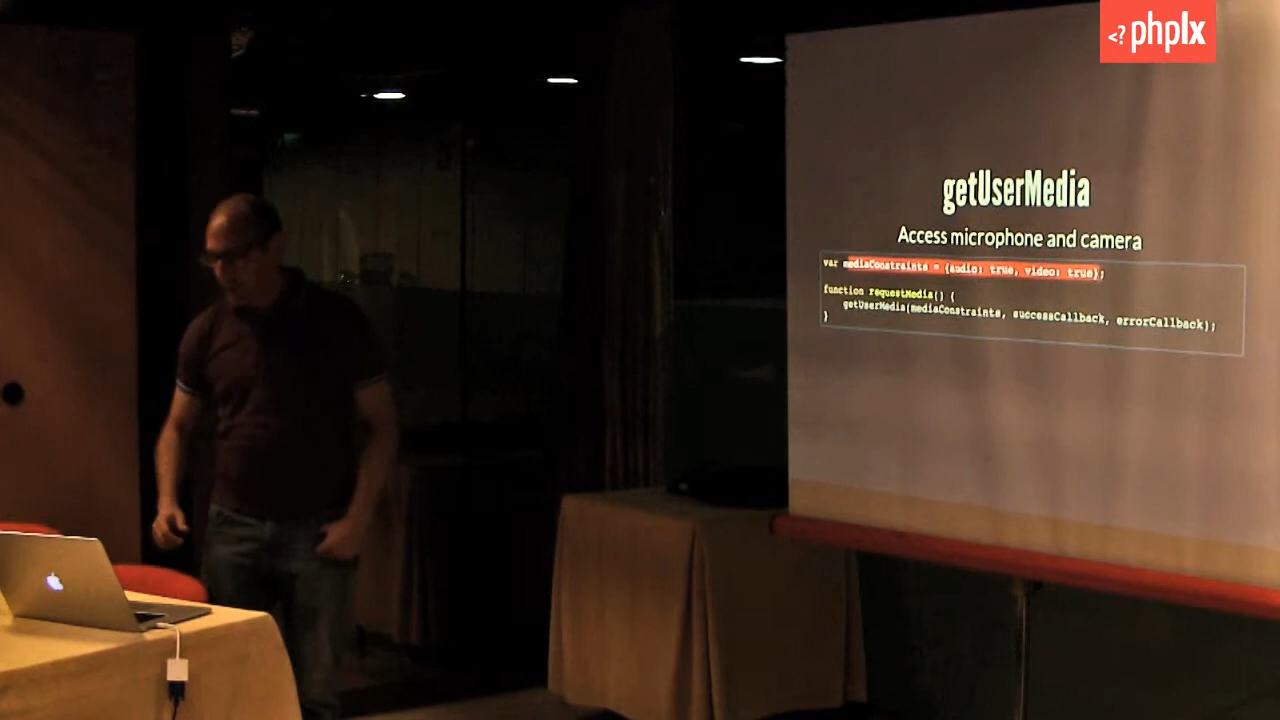 <? phplx
getUserMedia
Access microphone and camera
var mediaConstraints = {audio: true, video: true};
function requestMedia() {
getUserMedia(mediaConstraints, successCallback, errorCallback);
}